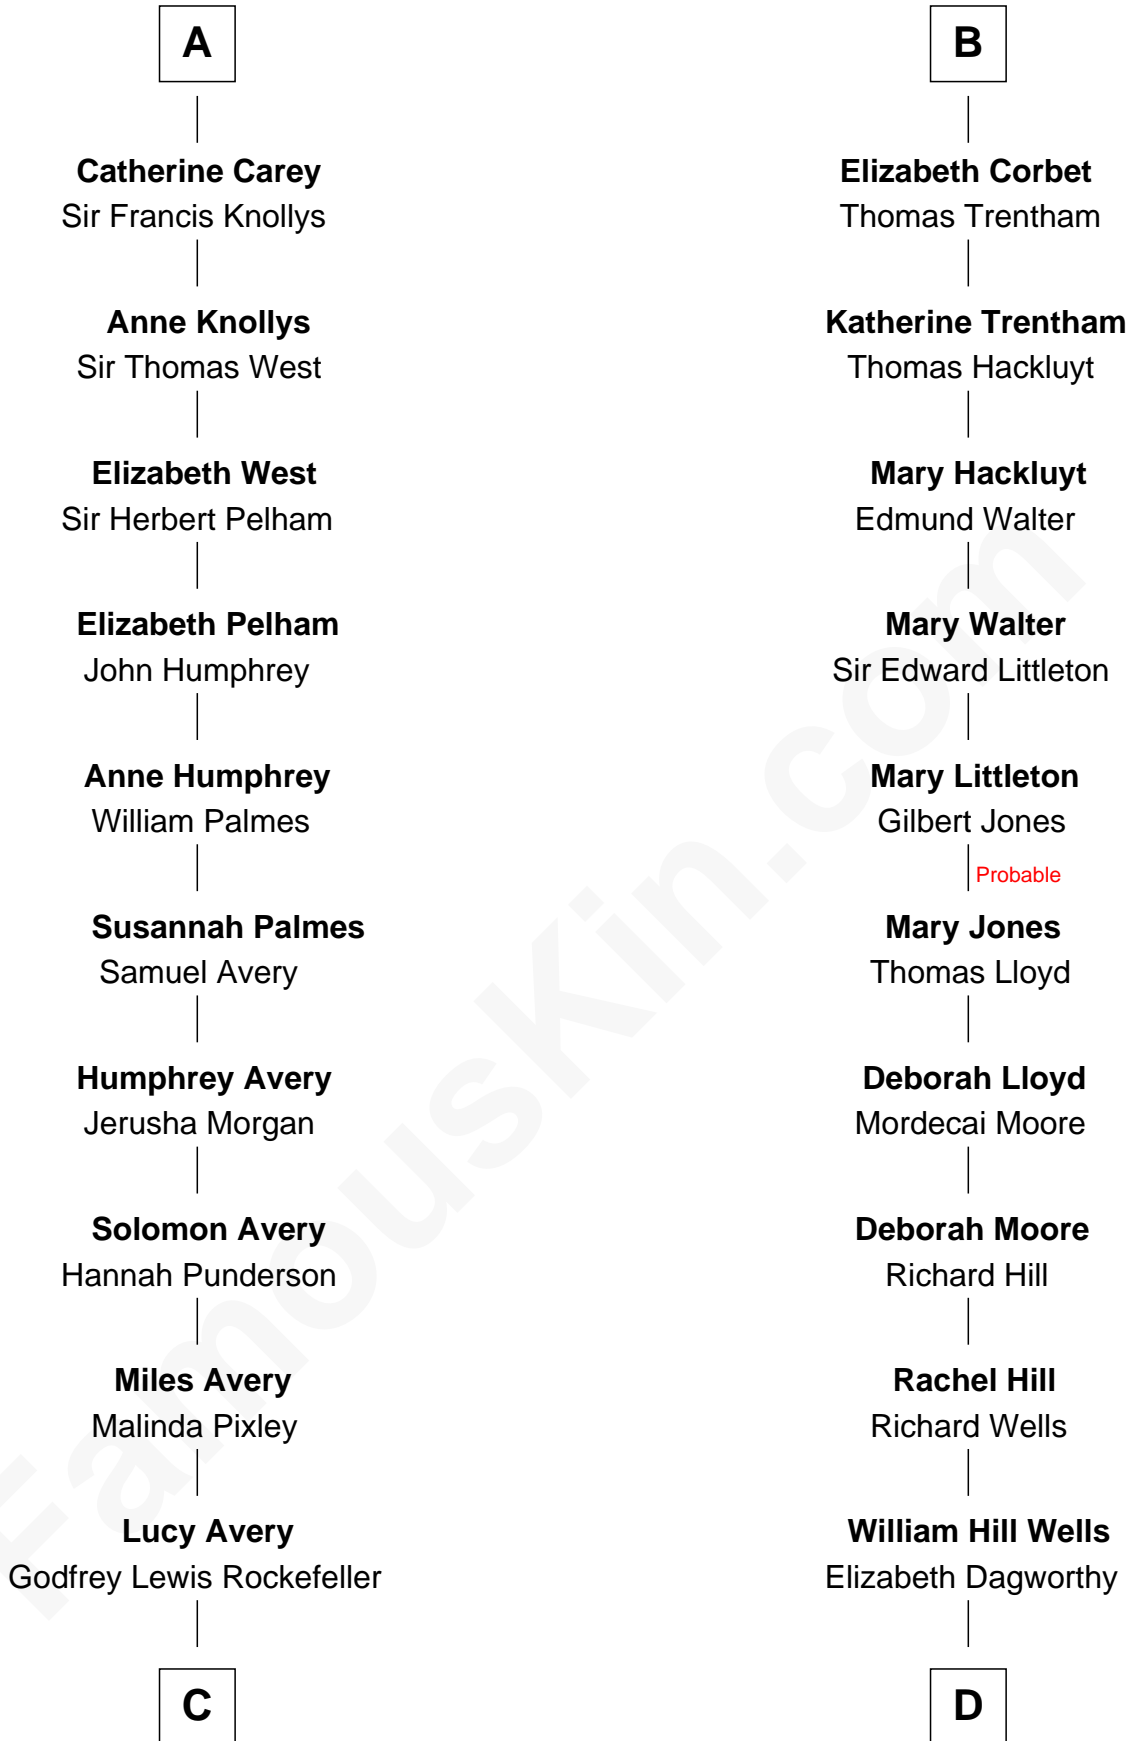 A
Catherine Carey
Sir Francis Knollys
Anne Knollys
Sir Thomas West
Elizabeth West
Sir Herbert Pelham
Elizabeth Pelham
John Humphrey
Anne Humphrey
William Palmes
Susannah Palmes
Samuel Avery
Humphrey Avery
Jerusha Morgan
Solomon Avery
Hannah Punderson
Miles Avery
Malinda Pixley
Lucy Avery
Godfrey Lewis Rockefeller
C
B
Elizabeth Corbet
Thomas Trentham
Katherine Trentham
Thomas Hackluyt
Mary Hackluyt
Edmund Walter
Mary Walter
Sir Edward Littleton
Mary Littleton
Gilbert Jones
Probable
Mary Jones
Thomas Lloyd
Deborah Lloyd
Mordecai Moore
Deborah Moore
Richard Hill
Rachel Hill
Richard Wells
William Hill Wells
Elizabeth Dagworthy
D
FamousKin.com